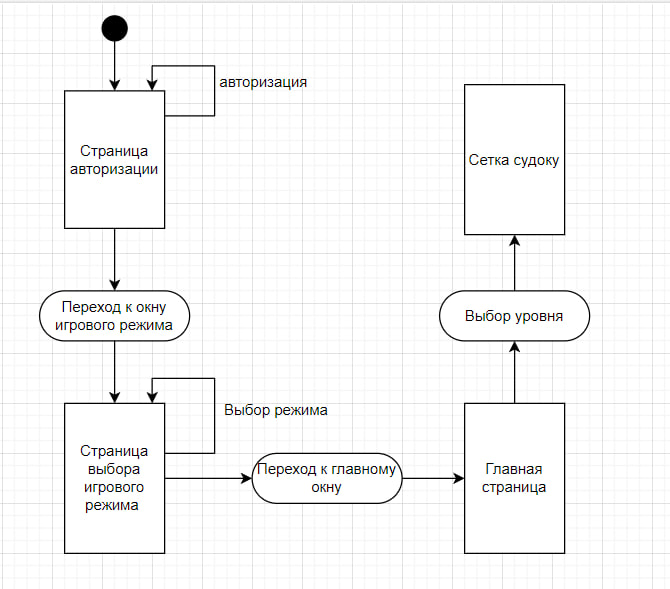 авторизация
Страница
авторизации
Переход к окну
игрового режима
Выбор режима
Страница
выбора
игрового
режима
Переход к главному
окну
Главная
страница
Выбор уровня
Сетка судоку